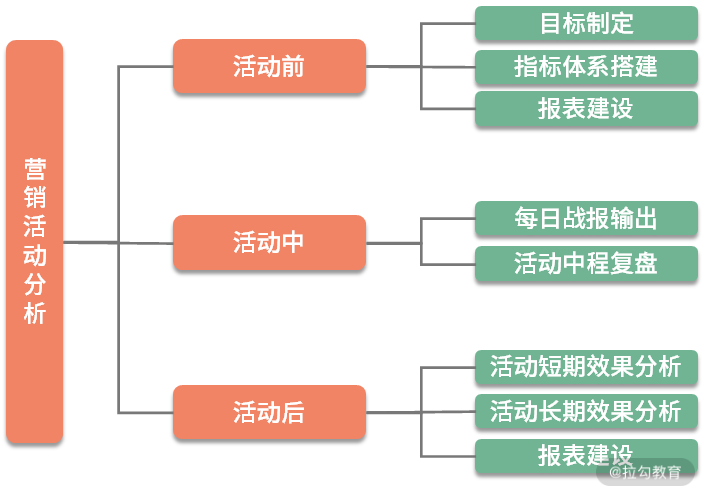 营销活动分析
活动前
目标制定
指标体系搭建
报表建设
活动中
每日战报输出
活动中程复盘
活动后
活动短期效果分析
活动长期效果分析
报表建设
@拉勾教育